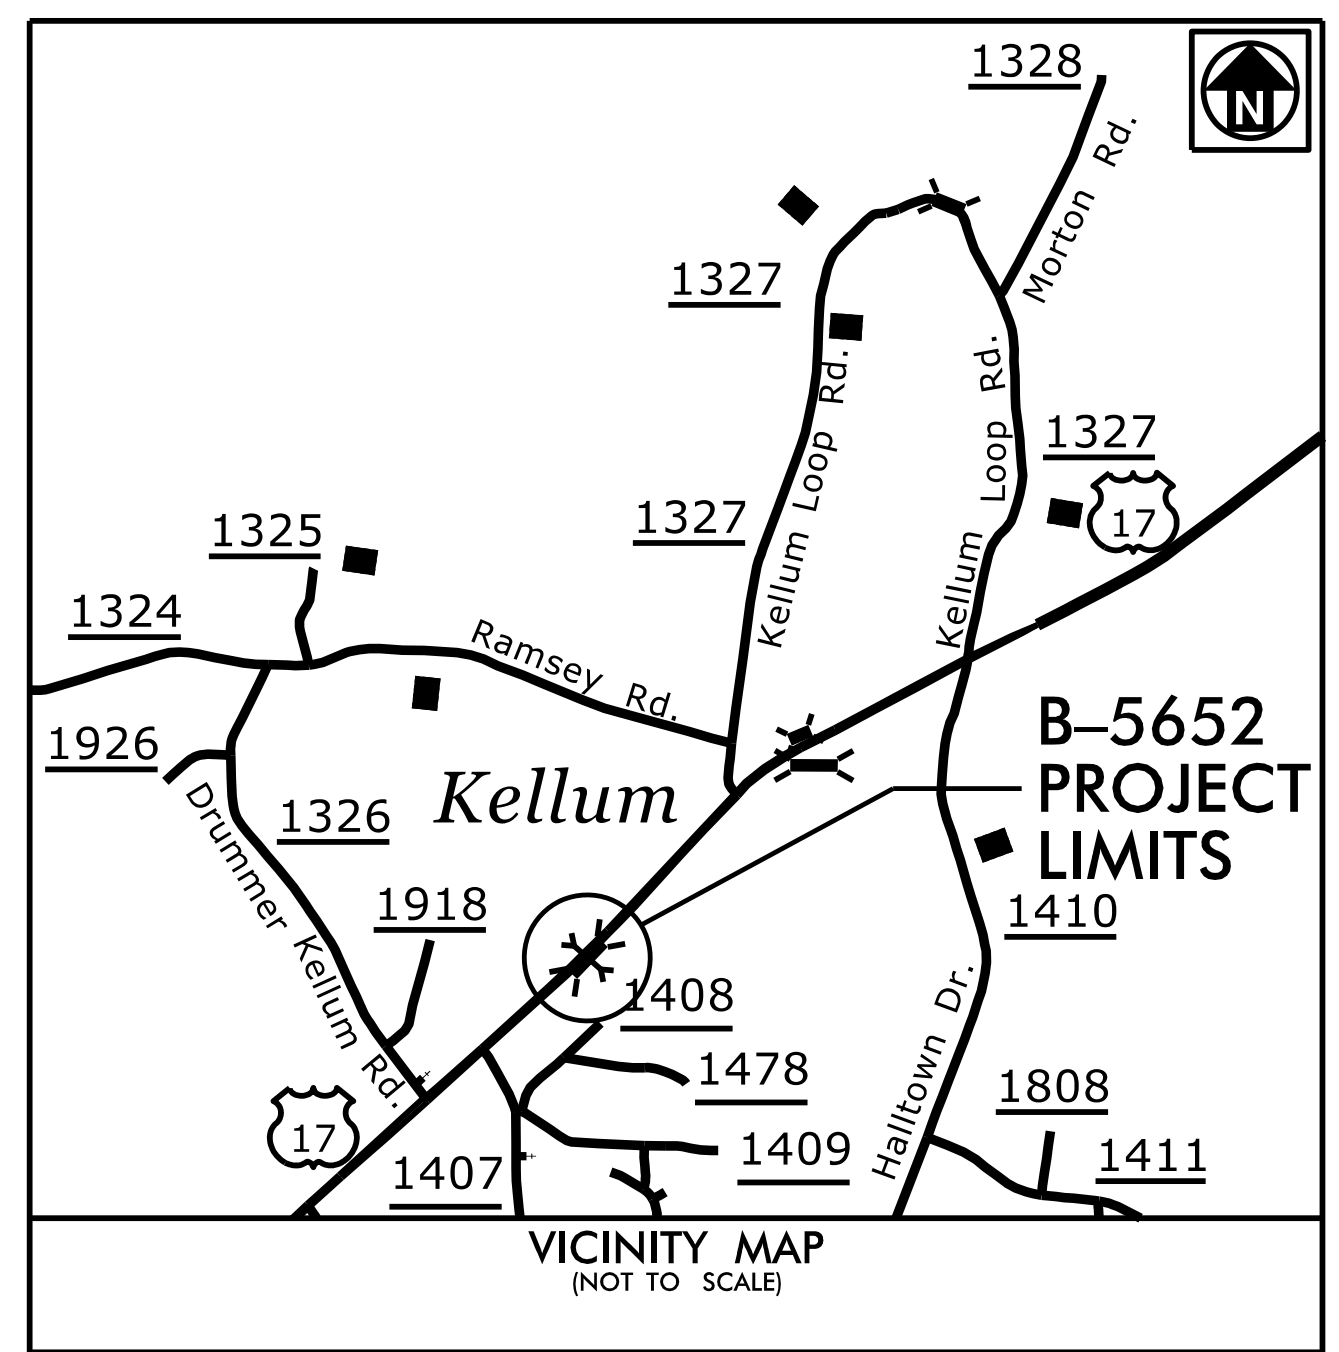 1328
N
Morton Rd.
1327
Kellum Loop Rd.
Kellum Loop Rd.
1327
17
1327
1325
1324
Ramsey Rd.
1926
B–5652
PROJECT
LIMITS
Kellum
1326
Drummer Kellum Rd.
1918
1410
1408
Halltown Dr.
1478
1808
17
1409
1411
1407
VICINITY MAP
(NOT TO SCALE)